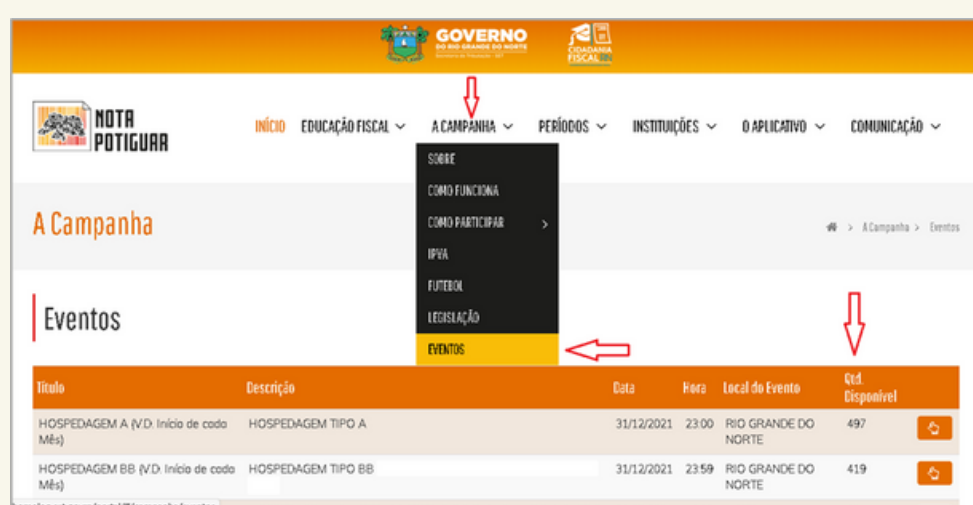 GOVERNO
DO RIO GRANDE DO NORTE
CIDADANIA
FISCAL RN
NOTA
POTIGUAR
INÍCIO EDUCAÇÃO FISCAL A CAMPANHA PERÍODOS INSTITUIÇÕES O APLICATIVO COMUNICAÇÃO
SOBRE
COMO FUNCIONA
COMO PARTICIPAR >
IPVA
FUTEBOL
LEGISLAÇÃO
EVENTOS
A Campanha
> A Campanha > Eventos
Eventos
Título Descrição Data Hora Local do Evento Qtd. Disponível
HOSPEDAGEM A (V.D. Início de cada Mês) HOSPEDAGEM TIPO A 31/12/2021 23:00 RIO GRANDE DO NORTE 497
HOSPEDAGEM BB (V.D. Início de cada Mês) HOSPEDAGEM TIPO BB 31/12/2021 23:59 RIO GRANDE DO NORTE 419